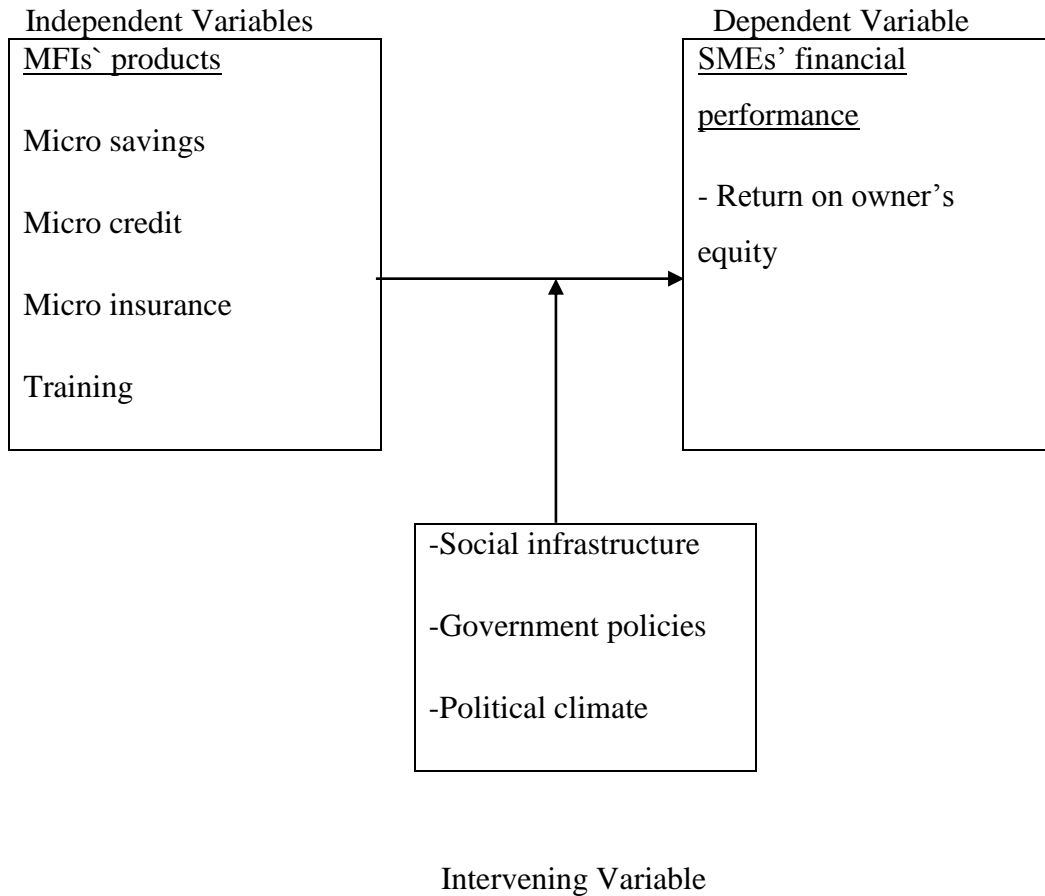 Independent Variables
MFIs` products
Micro savings
Micro credit
Micro insurance
Training
Dependent Variable
SMEs’ financial
performance
- Return on owner’s
equity
-Social infrastructure
-Government policies
-Political climate
Intervening Variable